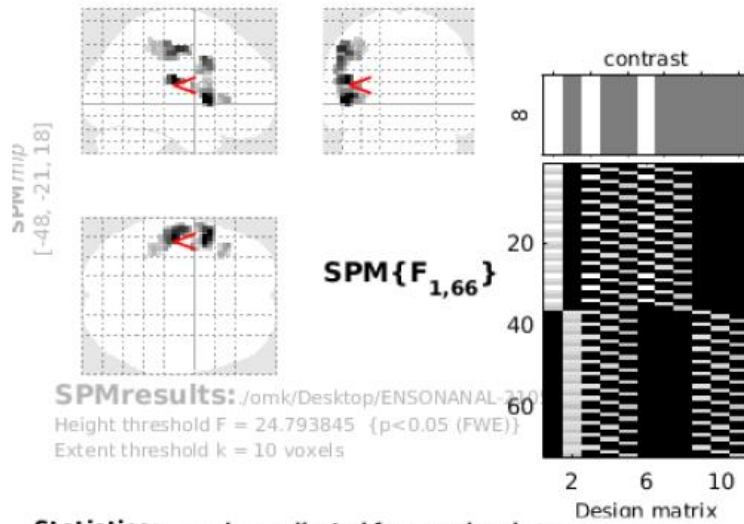 contrast
8
SPMmip
[-48, -21, 18]
20
SPM{F1,66}
40
SPMresults: ./omk/Desktop/ENSONANAL-210
60
Height threshold F = 24.793845 {p<0.05 (FWE)}
Extent threshold k = 10 voxels
2 6 10
Design matrix